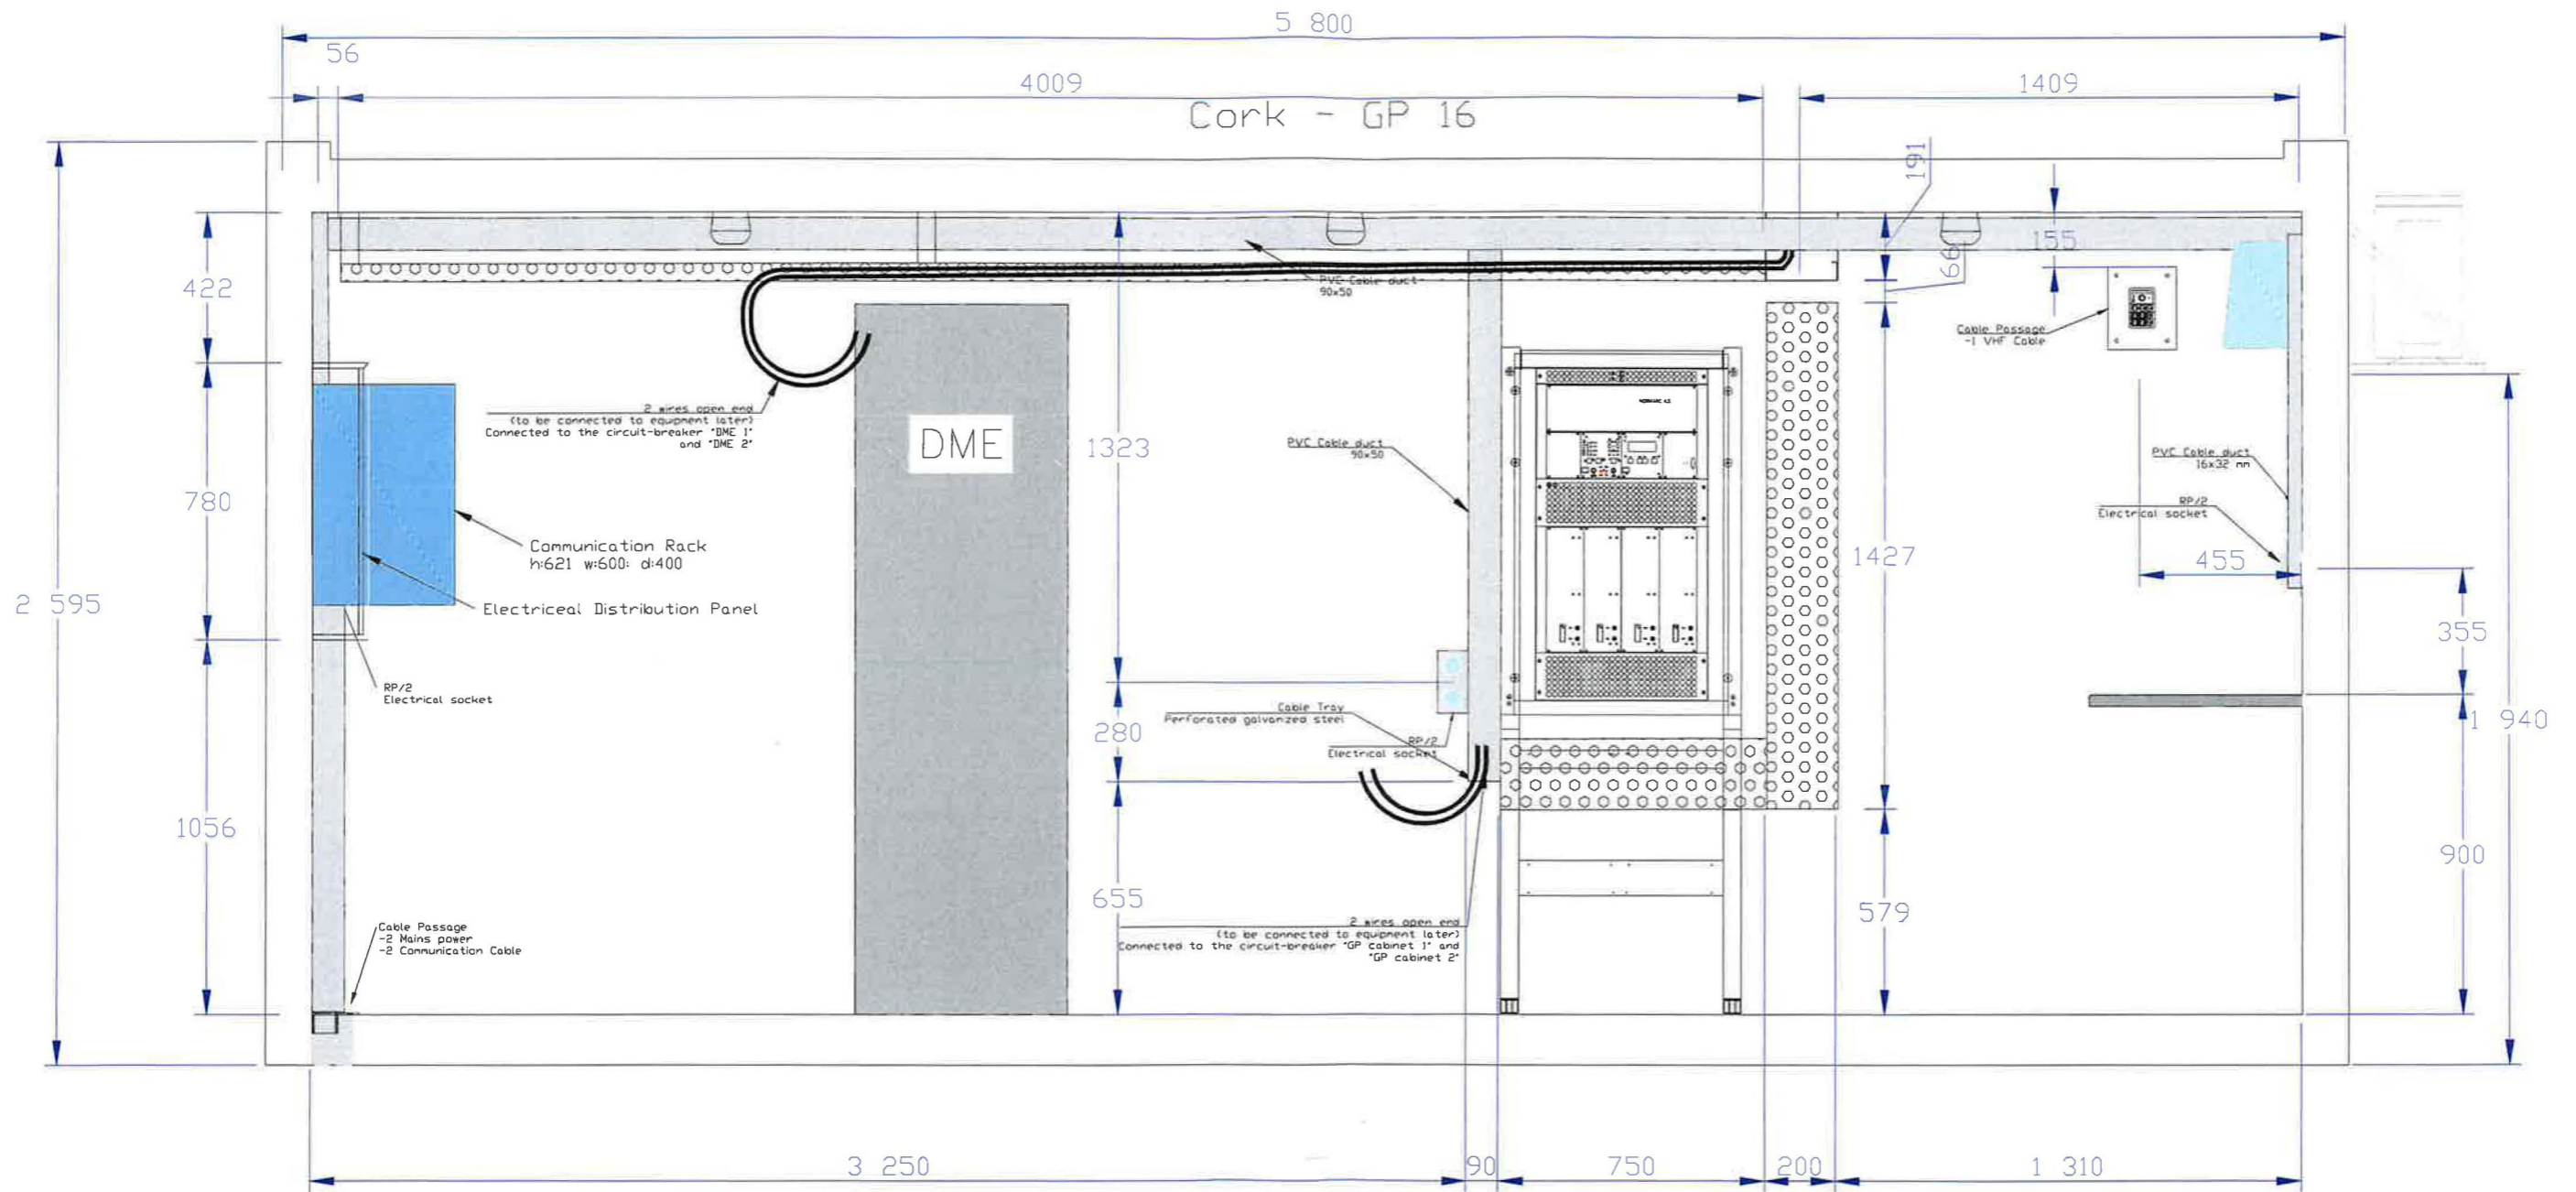 5 800
56
4009
1409
Cork - GP 16
191
155
66
422
PVC Cable duct
90x50
Cable Passage
-1 VHF Cable
2 wires open end
(to be connected to equipment later)
Connected to the circuit-breaker "DME 1"
and "DME 2"
DME
1323
PVC Cable duct
90x50
NORMARC
PVC Cable duct
16x32 mm
RP/2
Electrical socket
780
Communication Rack
h:621 w:600: d:400
1427
455
2 595
Electriceal Distribution Panel
355
RP/2
Electrical socket
Cable Tray
Perforated galvanized steel
1 940
280
RP/2
Electrical socket
1056
900
655
579
Cable Passage
-2 Mains power
-2 Communication Cable
2 wires open end
(to be connected to equipment later)
Connected to the circuit-breaker "GP cabinet 1" and
"GP cabinet 2"
3 250
90
750
200
1 310